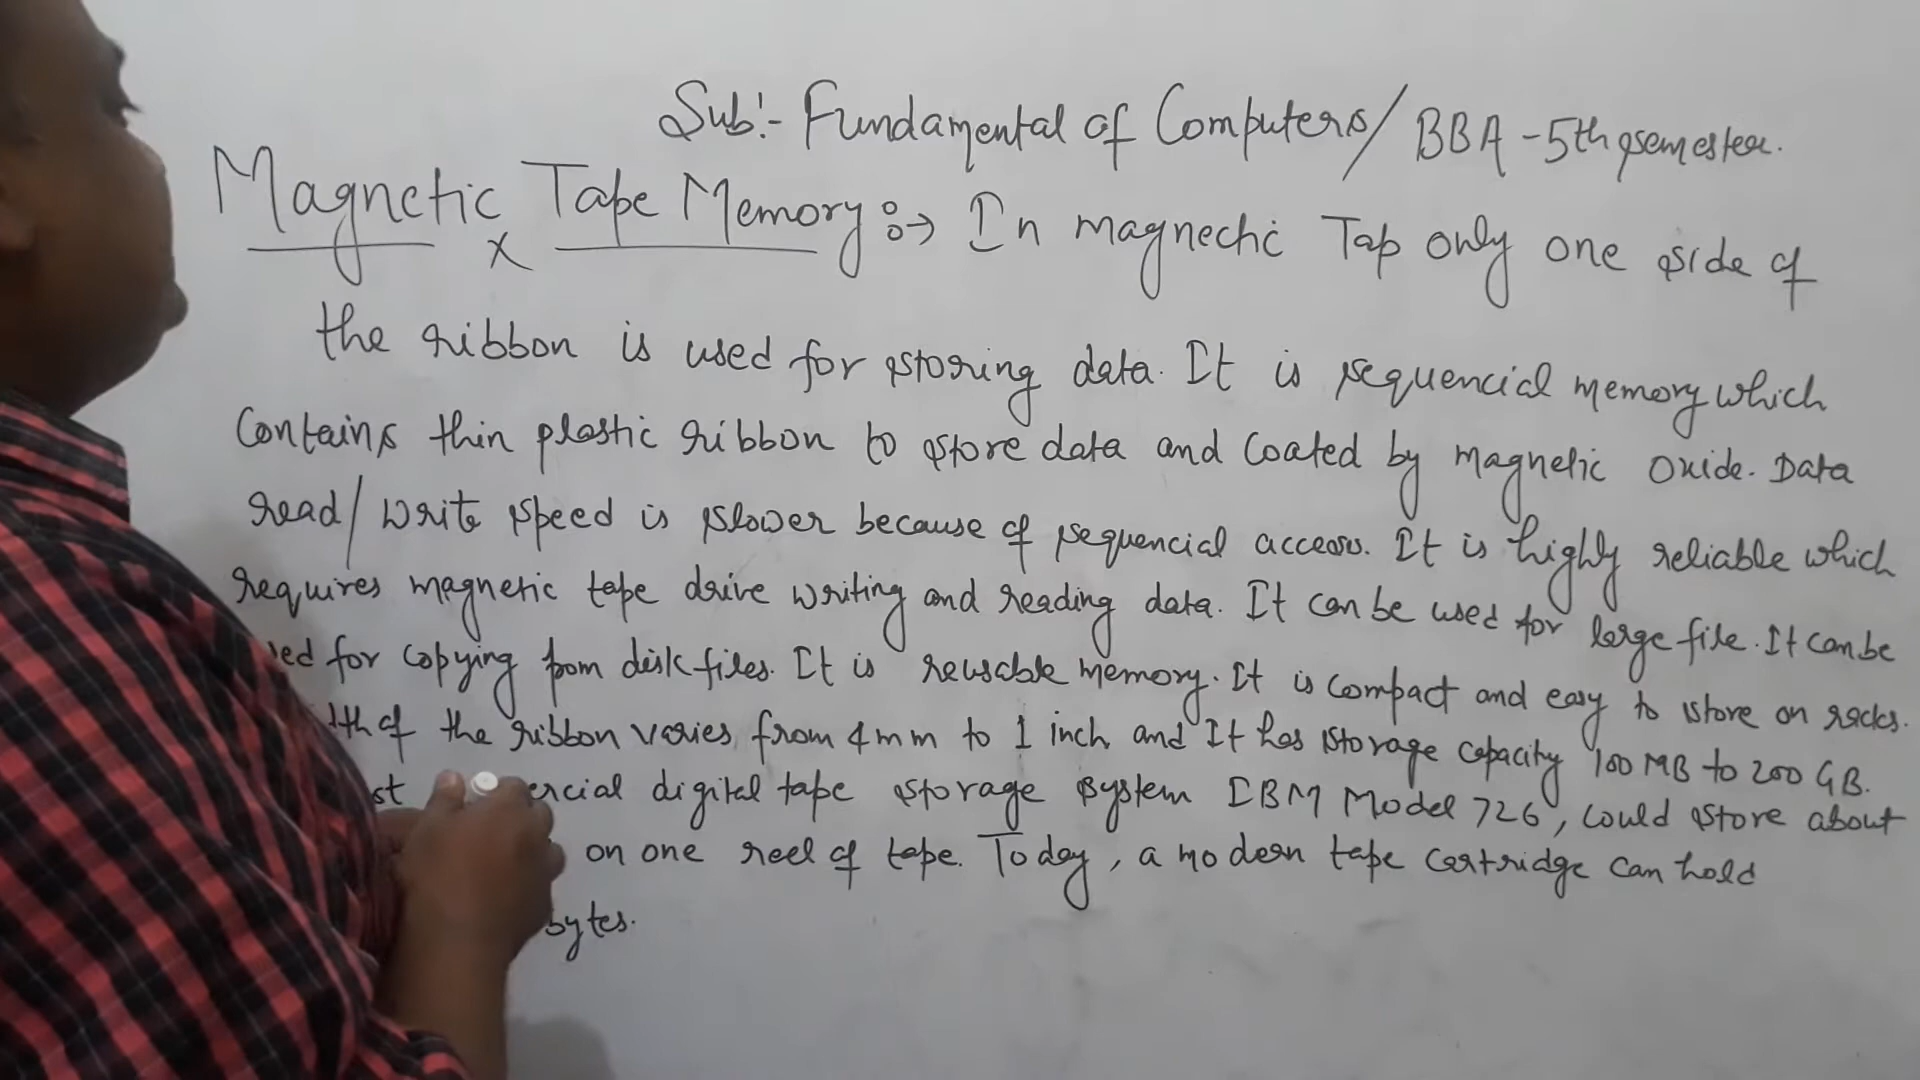 Sub:- Fundamental of Computers/BBA-5th semester.
Magnetic Tape Memory:→ In magnectic Tap only one side of
the ribbon is used for storing data. It is sequencial memory which
Contains thin plastic ribbon to store data and Coated by magnetic oxide. Data
read/write speed is slower because of sequencial access. It is highly reliable which
requires magnetic tape drive writing and reading data. It can be used for large file. It can be
for copying from disk files. It is reusable memory. It is compact and easy to store on racks.
of the ribbon varies from 4mm to 1 inch and It has storage capacity 100 MB to 200 GB.
digital tape storage system IBM Model 726, could store about
on one reel of tape. Today, a modern tape cartridge can hold
bytes.